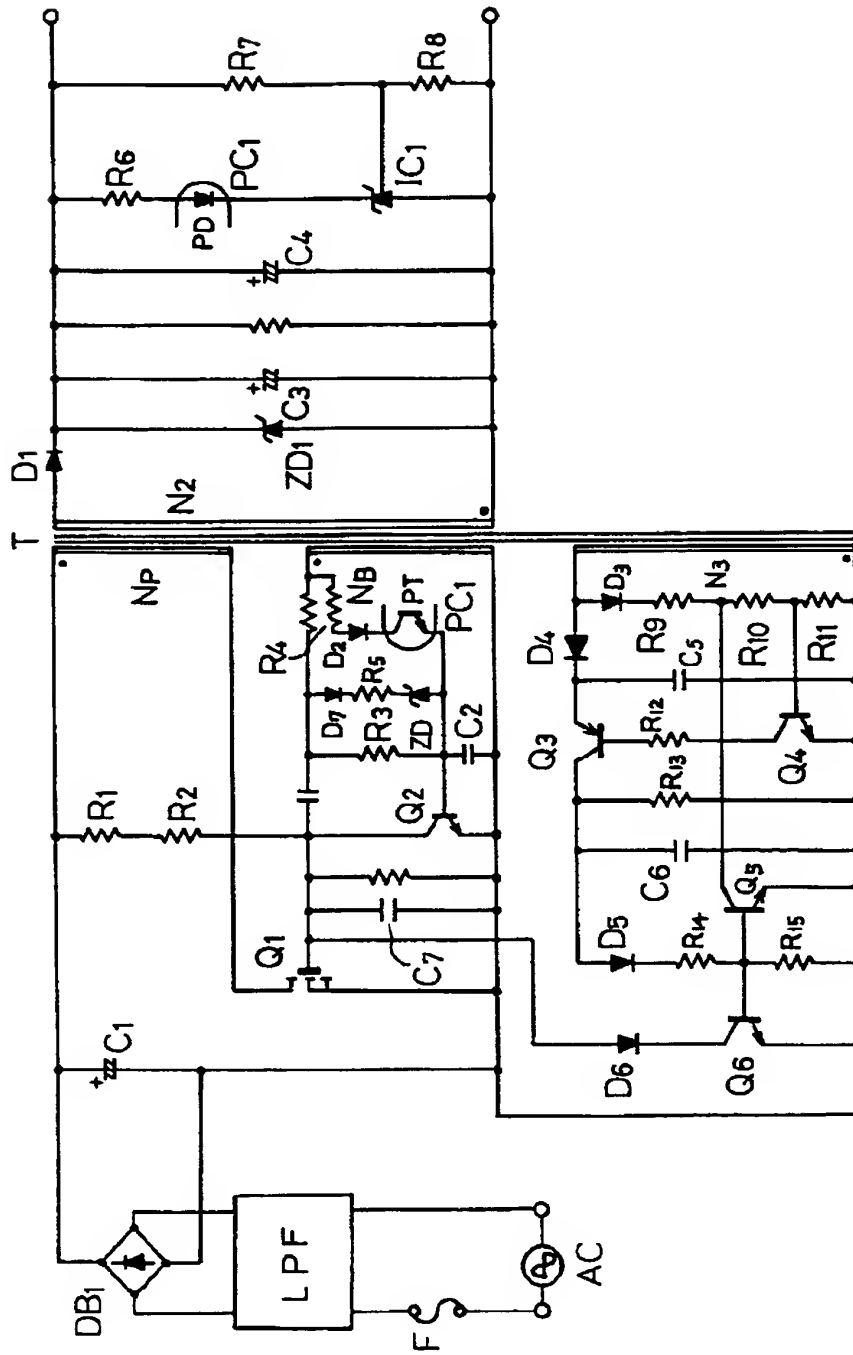 T
D1
N2
ZD1
C3
C4
R6
PD
PC1
IC1
R7
R8
NP
R1
R2
R4
NB
D2
PT
PC1
D7
R5
ZD
R3
C2
Q2
Q1
C7
C1
DB1
LPF
F
AC
D4
D3
N3
R9
C5
R10
R11
Q3
R12
R13
Q4
C6
Q5
D5
R14
R15
D6
Q6